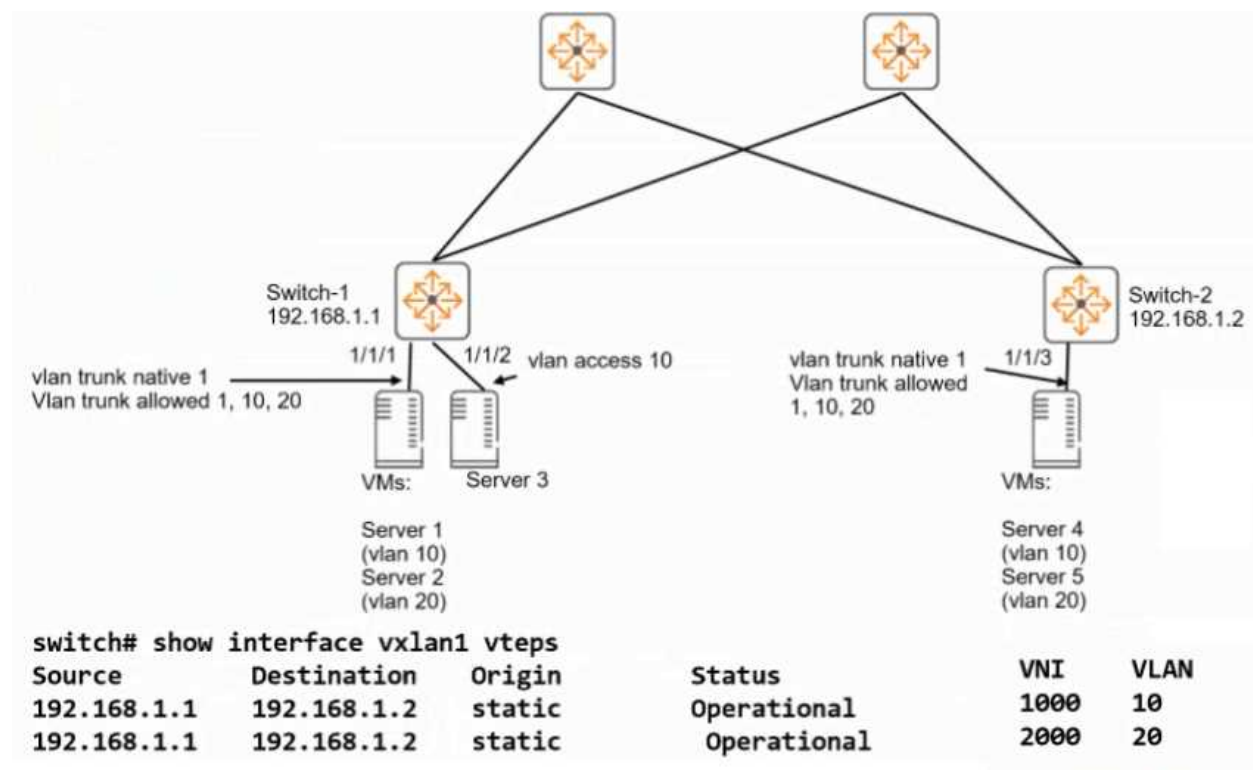 Switch-1
192.168.1.1
Switch-2
192.168.1.2
1/1/1
1/1/2
vlan access 10
vlan trunk native 1
Vlan trunk allowed 1, 10, 20
vlan trunk native 1
Vlan trunk allowed
1, 10, 20
1/1/3
VMs:
Server 1
(vlan 10)
Server 2
(vlan 20)
Server 3
VMs:
Server 4
(vlan 10)
Server 5
(vlan 20)
switch# show interface vxlan1 vteps
Source Destination Origin Status VNI VLAN
192.168.1.1 192.168.1.2 static Operational 1000 10
192.168.1.1 192.168.1.2 static Operational 2000 20